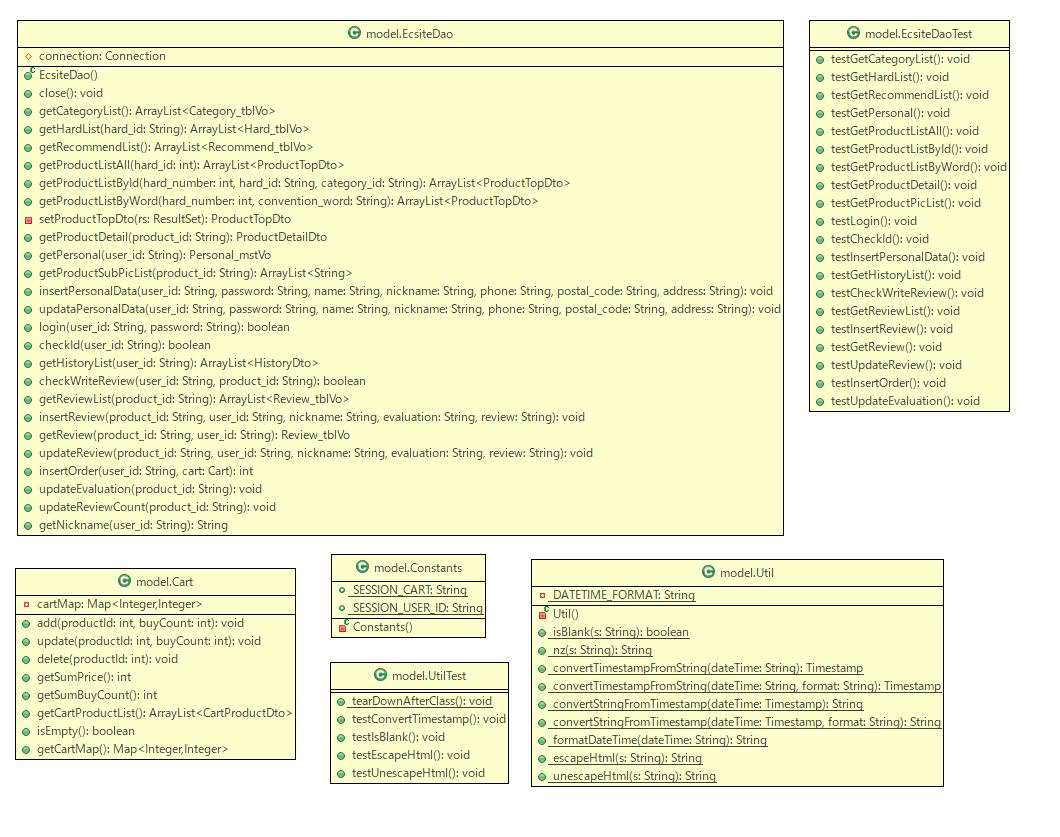 model.EcsiteDao
connection: Connection
EcsiteDao()
close(): void
getCategoryList(): ArrayList<Category_tblVo>
getHardList(hard_id: String): ArrayList<Hard_tblVo>
getRecommendList(): ArrayList<Recommend_tblVo>
getProductListAll(hard_id: int): ArrayList<ProductTopDto>
getProductListById(hard_number: int, hard_id: String, category_id: String): ArrayList<ProductTopDto>
getProductListByWord(hard_number: int, convention_word: String): ArrayList<ProductTopDto>
setProductTopDto(rs: ResultSet): ProductTopDto
getProductDetail(product_id: String): ProductDetailDto
getPersonal(user_id: String): Personal_mstVo
getProductSubPicList(product_id: String): ArrayList<String>
insertPersonalData(user_id: String, password: String, name: String, nickname: String, phone: String, postal_code: String, address: String): void
updataPersonalData(user_id: String, password: String, name: String, nickname: String, phone: String, postal_code: String, address: String): void
login(user_id: String, password: String): boolean
checkId(user_id: String): boolean
getHistoryList(user_id: String): ArrayList<HistoryDto>
checkWriteReview(user_id: String, product_id: String): boolean
getReviewList(product_id: String): ArrayList<Review_tblVo>
insertReview(product_id: String, user_id: String, nickname: String, evaluation: String, review: String): void
getReview(product_id: String, user_id: String): Review_tblVo
updateReview(product_id: String, user_id: String, nickname: String, evaluation: String, review: String): void
insertOrder(user_id: String, cart: Cart): int
updateEvaluation(product_id: String): void
updateReviewCount(product_id: String): void
getNickname(user_id: String): String
model.EcsiteDaoTest
testGetCategoryList(): void
testGetHardList(): void
testGetRecommendList(): void
testGetPersonal(): void
testGetProductListAll(): void
testGetProductListById(): void
testGetProductListByWord(): void
testGetProductDetail(): void
testGetProductPicList(): void
testLogin(): void
testCheckId(): void
testInsertPersonalData(): void
testGetHistoryList(): void
testCheckWriteReview(): void
testGetReviewList(): void
testInsertReview(): void
testGetReview(): void
testUpdateReview(): void
testInsertOrder(): void
testUpdateEvaluation(): void
model.Cart
cartMap: Map<Integer,Integer>
add(productId: int, buyCount: int): void
update(productId: int, buyCount: int): void
delete(productId: int): void
getSumPrice(): int
getSumBuyCount(): int
getCartProductList(): ArrayList<CartProductDto>
isEmpty(): boolean
getCartMap(): Map<Integer,Integer>
model.Constants
SESSION_CART: String
SESSION_USER_ID: String
Constants()
model.UtilTest
tearDownAfterClass(): void
testConvertTimestamp(): void
testIsBlank(): void
testEscapeHtml(): void
testUnescapeHtml(): void
model.Util
DATETIME_FORMAT: String
Util()
isBlank(s: String): boolean
nz(s: String): String
convertTimestampFromString(dateTime: String): Timestamp
convertTimestampFromString(dateTime: String, format: String): Timestamp
convertStringFromTimestamp(dateTime: Timestamp): String
convertStringFromTimestamp(dateTime: Timestamp, format: String): String
formatDateTime(dateTime: String): String
escapeHtml(s: String): String
unescapeHtml(s: String): String